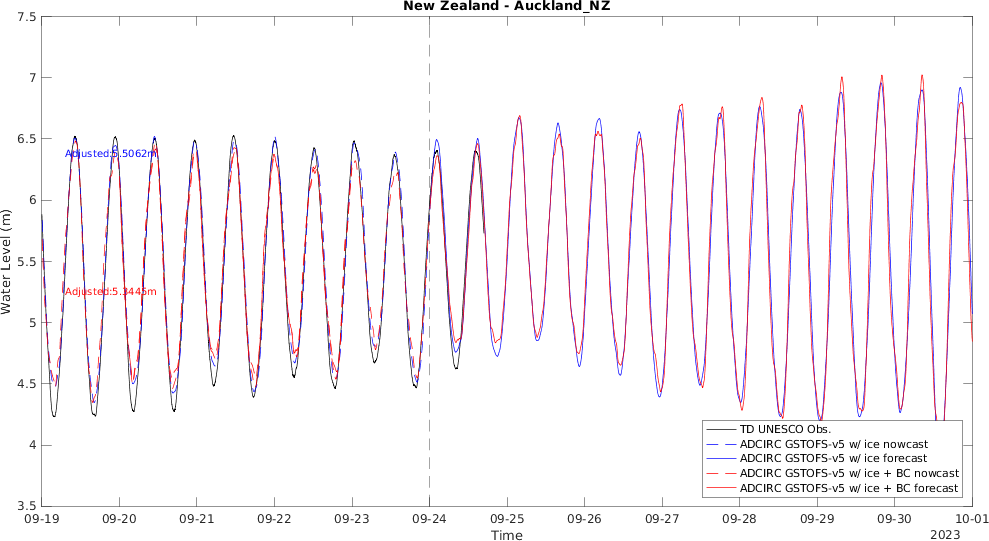 New Zealand - Auckland_NZ
7.5
7
6.5
6
5.5
5
4.5
4
3.5
Water Level (m)
Adjusted:5.5062m
Adjusted:5.3445m
TD UNESCO Obs.
ADCIRC GSTOFS-v5 w/ ice nowcast
ADCIRC GSTOFS-v5 w/ ice forecast
ADCIRC GSTOFS-v5 w/ ice + BC nowcast
ADCIRC GSTOFS-v5 w/ ice + BC forecast
09-19 09-20 09-21 09-22 09-23 09-24 09-25 09-26 09-27 09-28 09-29 09-30 10-01
Time
2023